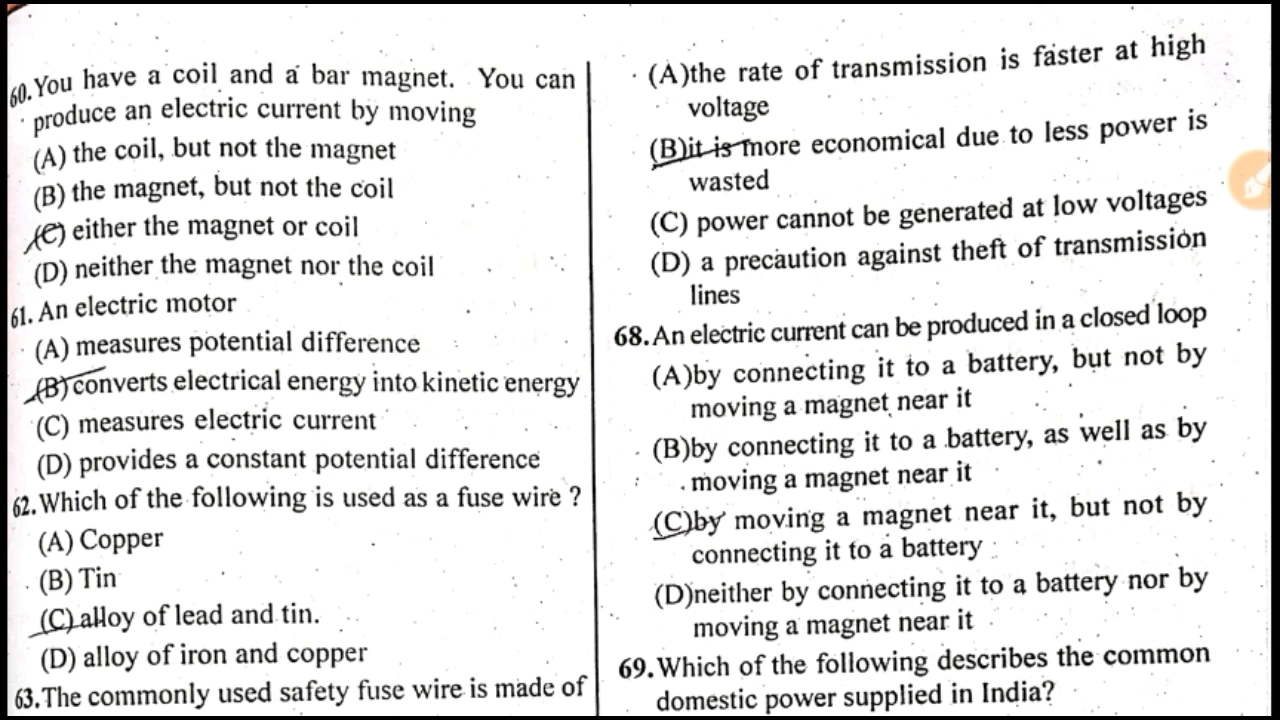 60. You have a coil and a bar magnet. You can
produce an electric current by moving
(A) the coil, but not the magnet
(B) the magnet, but not the coil
(C) either the magnet or coil
(D) neither the magnet nor the coil
61. An electric motor
(A) measures potential difference
(B) converts electrical energy into kinetic energy
(C) measures electric current
(D) provides a constant potential difference
62. Which of the following is used as a fuse wire ?
(A) Copper
(B) Tin
(C) alloy of lead and tin.
(D) alloy of iron and copper
63. The commonly used safety fuse wire is made of
(A) the rate of transmission is faster at high
voltage
(B) it is more economical due to less power is
wasted
(C) power cannot be generated at low voltages
(D) a precaution against theft of transmission
lines
68. An electric current can be produced in a closed loop
(A) by connecting it to a battery, but not by
moving a magnet near it
(B) by connecting it to a battery, as well as by
moving a magnet near it
(C) by moving a magnet near it, but not by
connecting it to a battery
(D) neither by connecting it to a battery nor by
moving a magnet near it
69. Which of the following describes the common
domestic power supplied in India?